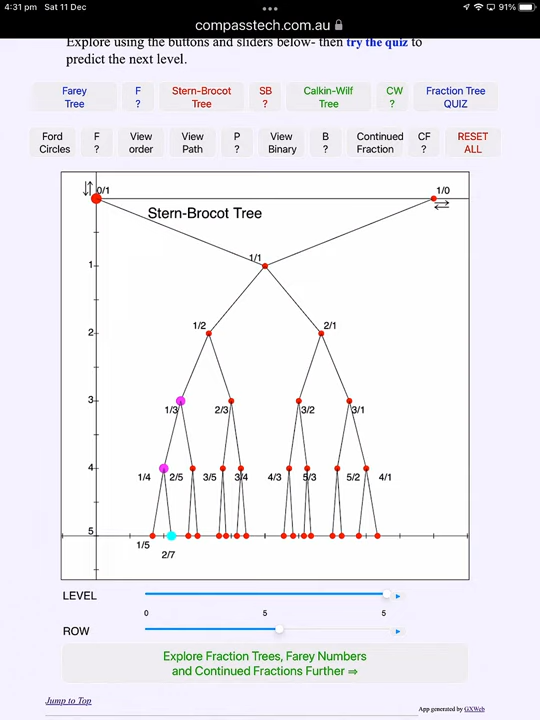 4:31 pm Sat 11 Dec
91%
compasstech.com.au
Explore using the buttons and sliders below- then try the quiz to
predict the next level.
Farey Tree
F ?
Stern-Brocot Tree
SB ?
Calkin-Wilf Tree
CW ?
Fraction Tree QUIZ
Ford Circles
F ?
View order
View Path
P ?
View Binary
B ?
Continued Fraction
CF ?
RESET ALL
0/1
1/0
Stern-Brocot Tree
1/1
1
1/2
2/1
2
3
1/3
2/3
3/2
3/1
4
1/4
2/5
3/5
3/4
4/3
5/3
5/2
4/1
5
1/5
2/7
LEVEL
0
5
5
ROW
Explore Fraction Trees, Farey Numbers
and Continued Fractions Further ⇒
Jump to Top
App generated by GXWeb